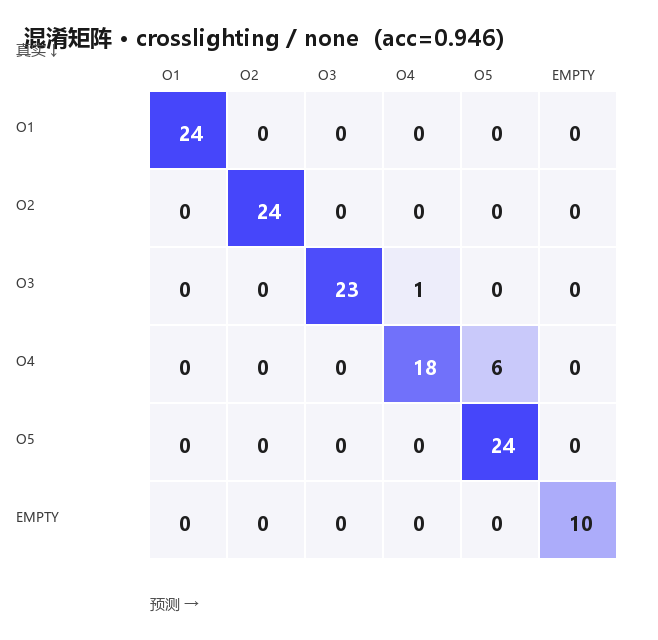 混淆矩阵 • crosslighting / none  (acc=0.946)
真实 ↓
O1 O2 O3 O4 O5 EMPTY
O1 24 0 0 0 0 0
O2 0 24 0 0 0 0
O3 0 0 23 1 0 0
O4 0 0 0 18 6 0
O5 0 0 0 0 24 0
EMPTY 0 0 0 0 0 10
预测 →